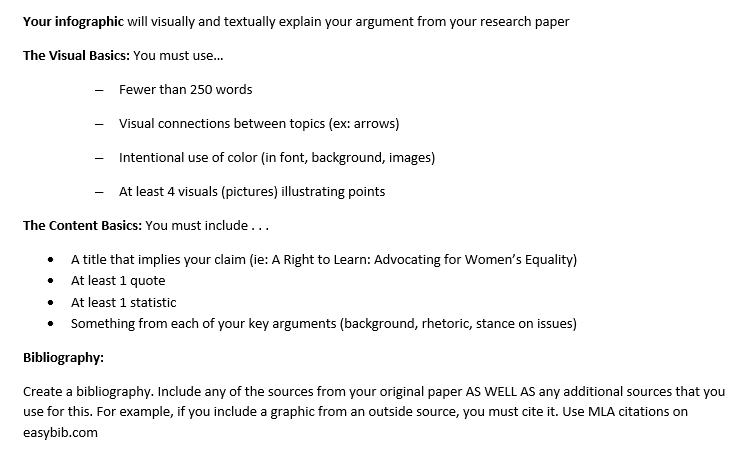 Your infographic will visually and textually explain your argument from your research paper
The Visual Basics: You must use...
– Fewer than 250 words
– Visual connections between topics (ex: arrows)
– Intentional use of color (in font, background, images)
– At least 4 visuals (pictures) illustrating points
The Content Basics: You must include . . .
• A title that implies your claim (ie: A Right to Learn: Advocating for Women's Equality)
• At least 1 quote
• At least 1 statistic
• Something from each of your key arguments (background, rhetoric, stance on issues)
Bibliography:
Create a bibliography. Include any of the sources from your original paper AS WELL AS any additional sources that you
use for this. For example, if you include a graphic from an outside source, you must cite it. Use MLA citations on
easybib.com